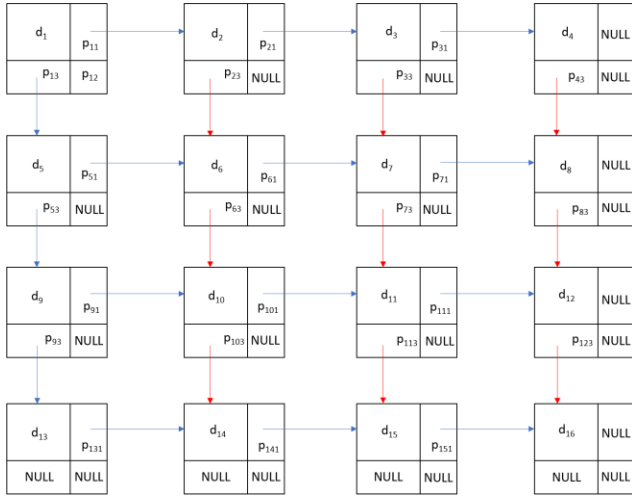 d₁ p₁₁ d₂ p₂₁ d₃ p₃₁ d₄ NULL
p₁₃ p₁₂ p₂₃ NULL p₃₃ NULL p₄₃ NULL
d₅ p₅₁ d₆ p₆₁ d₇ p₇₁ d₈ NULL
p₅₃ NULL p₆₃ NULL p₇₃ NULL p₈₃ NULL
d₉ p₉₁ d₁₀ p₁₀₁ d₁₁ p₁₁₁ d₁₂ NULL
p₉₃ NULL p₁₀₃ NULL p₁₁₃ NULL p₁₂₃ NULL
d₁₃ p₁₃₁ d₁₄ p₁₄₁ d₁₅ p₁₅₁ d₁₆ NULL
NULL NULL NULL NULL NULL NULL NULL NULL